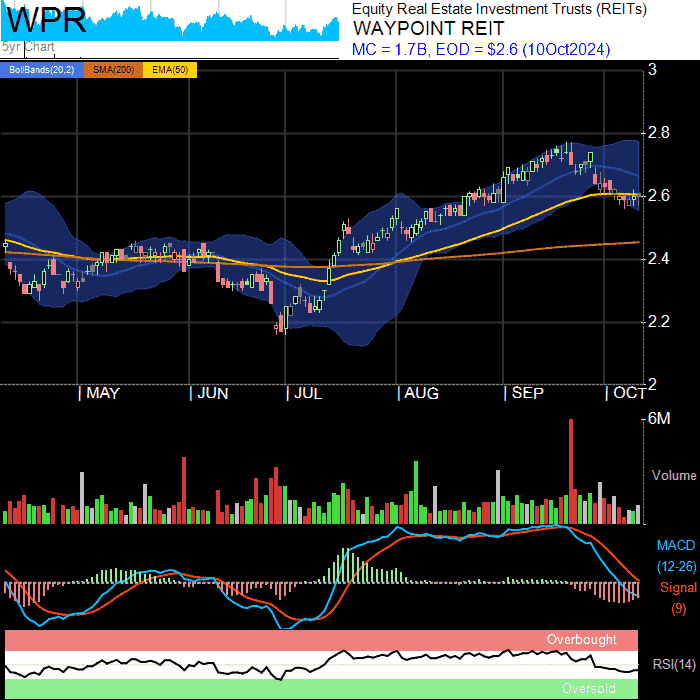 WPR
5yr Chart
Equity Real Estate Investment Trusts (REITs)
WAYPOINT REIT
MC = 1.7B, EOD = $2.6 (10Oct2024)
BollBands(20,2) SMA(200) EMA(50)
3
2.8
2.6
2.4
2.2
2
| MAY | JUN | JUL | AUG | SEP | OCT
6M
Volume
MACD
(12-26)
Signal
(9)
Overbought
RSI(14)
Oversold